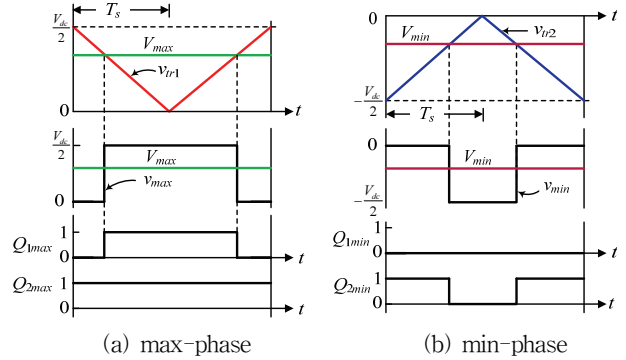 T_s
V_dc/2
V_max
v_tr1
0
t
V_dc/2
V_max
v_max
0
t
Q_1max
1
0
t
Q_2max
1
0
t
(a) max-phase
0
t
V_min
v_tr2
-V_dc/2
T_s
0
t
V_min
v_min
-V_dc/2
Q_1min
1
0
t
Q_2min
1
0
t
(b) min-phase